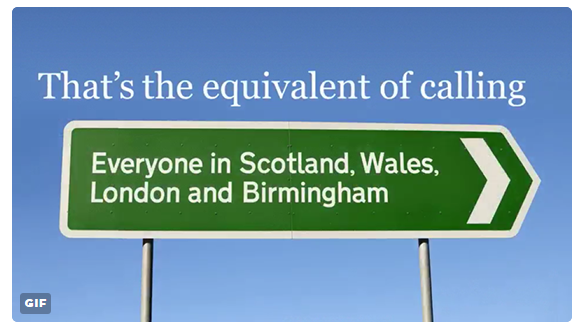 That's the equivalent of calling
Everyone in Scotland, Wales,
London and Birmingham
GIF